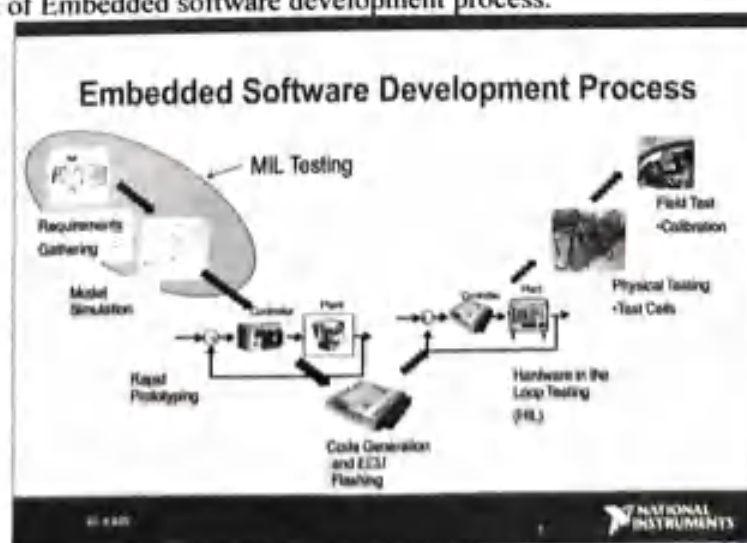 of Embedded software development process.
Embedded Software Development Process
MIL Testing
Requirements
Gathering
Model
Simulation
Controller
Plant
Rapid
Prototyping
Code Generation
and ECU
Flashing
Controller
Plant
Hardware in the
Loop Testing
(HIL)
Physical Testing
•Test Cells
Field Test
•Calibration
NATIONAL
INSTRUMENTS